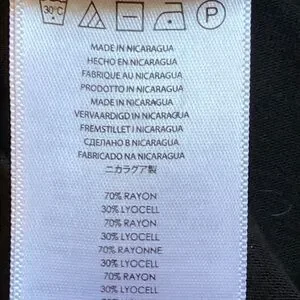 30°C P
MADE IN NICARAGUA
HECHO EN NICARAGUA
FABRIQUE AU NICARAGUA
PRODOTTO IN NICARAGUA
MADE IN NICARAGUA
VERVAARDIGD IN NICARAGUA
FREMSTILLET I NICARAGUA
СДЕЛАНО В NICARAGUA
FABRICADO NA NICARAGUA
ニカラグア製
70% RAYON
30% LYOCELL
70% RAYON
30% LYOCELL
70% RAYONNE
30% LYOCELL
70% RAYON
30% LYOCELL